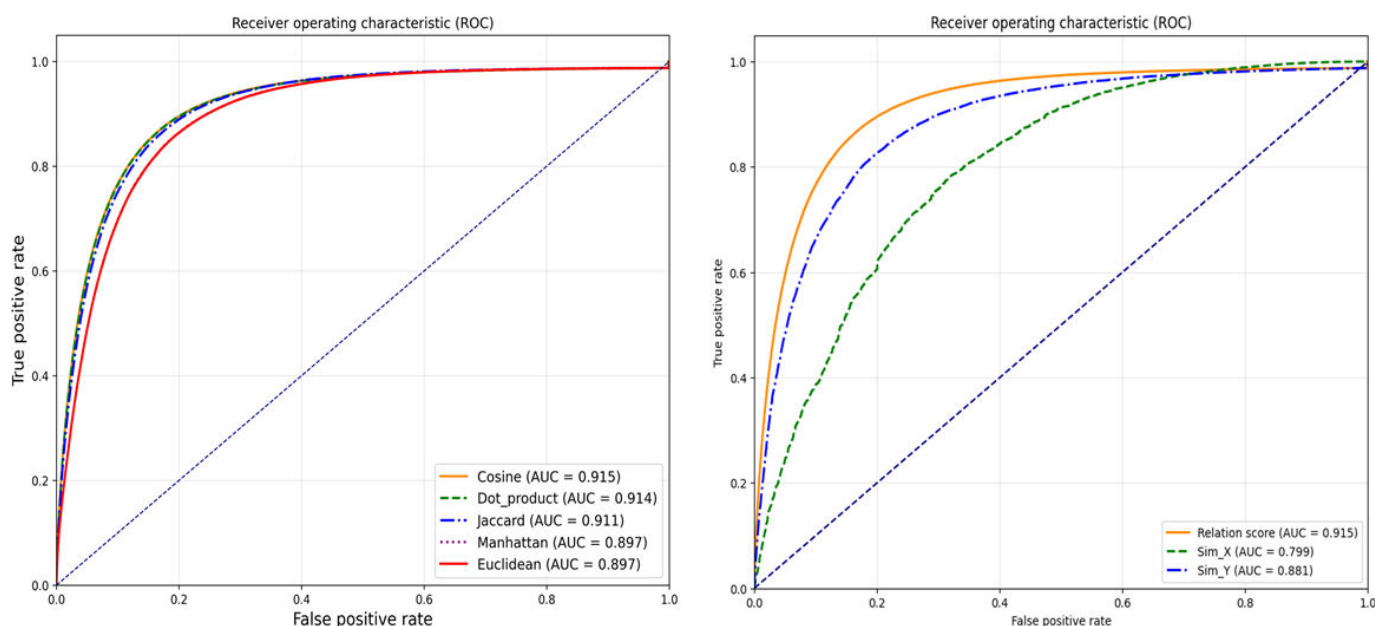 Receiver operating characteristic (ROC)
True positive rate
1.0
0.8
0.6
0.4
0.2
0.0
Cosine (AUC = 0.915)
Dot_product (AUC = 0.914)
Jaccard (AUC = 0.911)
Manhattan (AUC = 0.897)
Euclidean (AUC = 0.897)
0.0 0.2 0.4 0.6 0.8 1.0
False positive rate
Receiver operating characteristic (ROC)
True positive rate
1.0
0.8
0.6
0.4
0.2
0.0
Relation score (AUC = 0.915)
Sim_X (AUC = 0.799)
Sim_Y (AUC = 0.881)
0.0 0.2 0.4 0.6 0.8 1.0
False positive rate